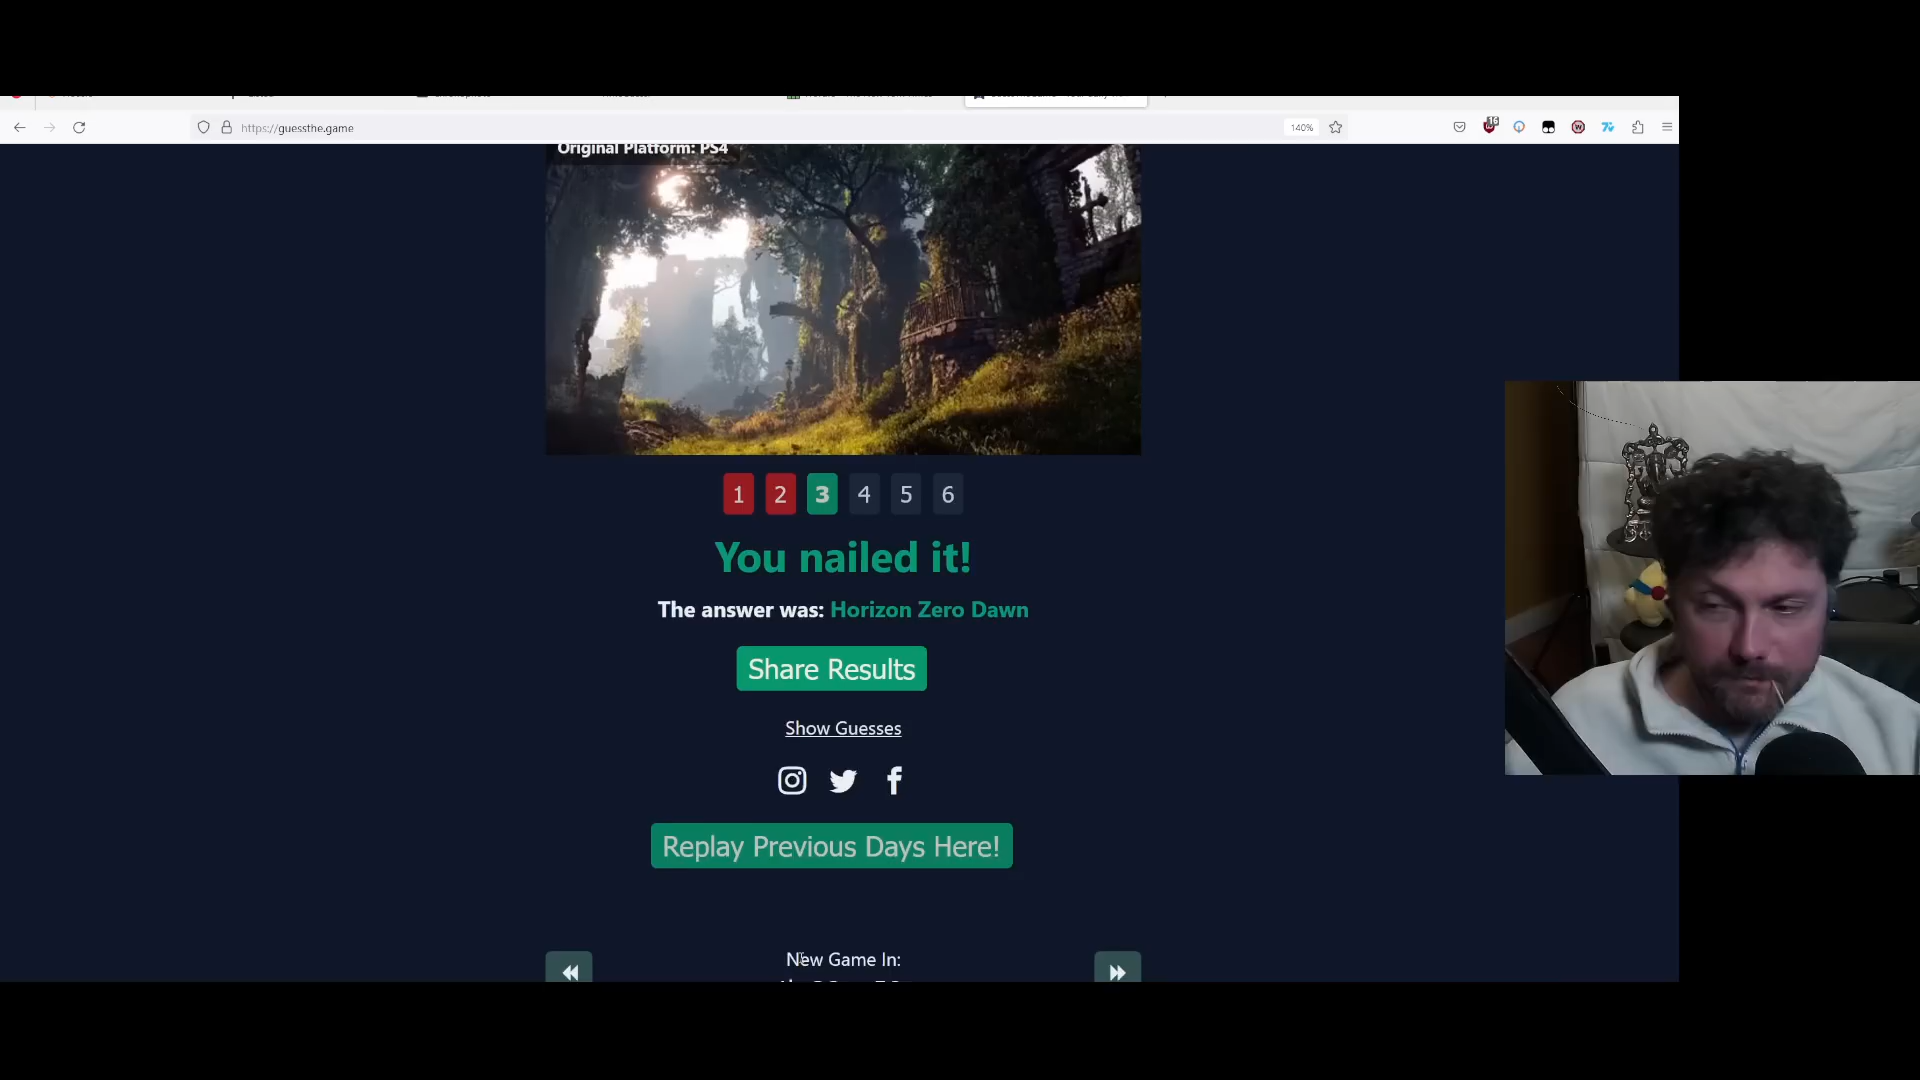 https://guessthe.game
140%
16
Original Platform: PS4
1 2 3 4 5 6
You nailed it!
The answer was: Horizon Zero Dawn
Share Results
Show Guesses
Replay Previous Days Here!
New Game In: